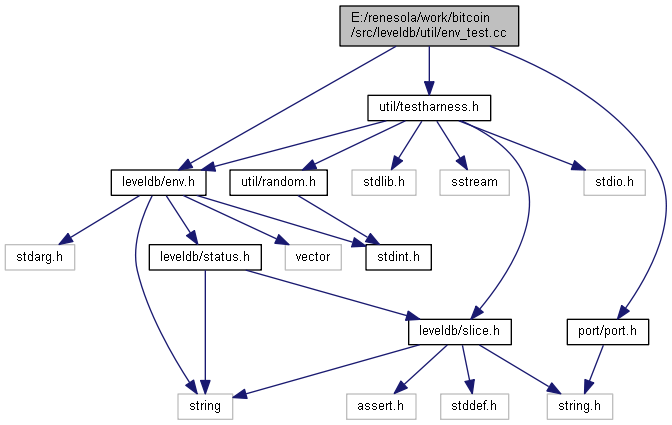 E:/renesola/work/bitcoin
/src/leveldb/util/env_test.cc
util/testharness.h
leveldb/env.h
util/random.h
stdlib.h
sstream
stdio.h
stdarg.h
leveldb/status.h
vector
stdint.h
leveldb/slice.h
port/port.h
string
assert.h
stddef.h
string.h